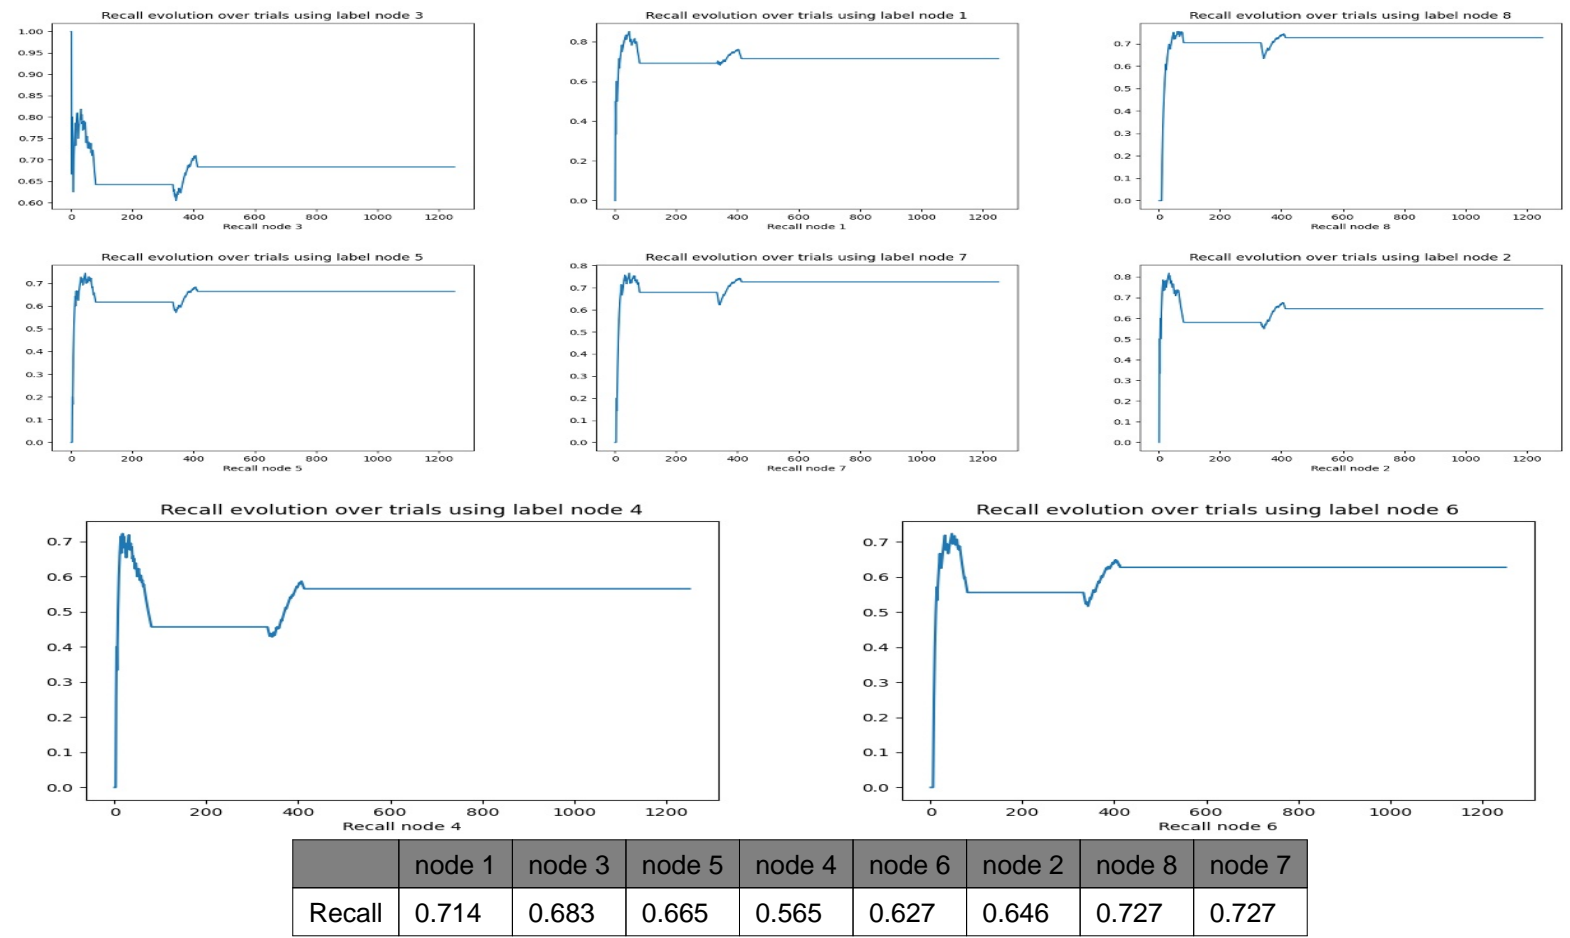 Recall evolution over trials using label node 3
1.00
0.95
0.90
0.85
0.80
0.75
0.70
0.65
0.60
0 200 400 600 800 1000 1200
Recall node 3
Recall evolution over trials using label node 1
0.8
0.6
0.4
0.2
0.0
0 200 400 600 800 1000 1200
Recall node 1
Recall evolution over trials using label node 8
0.7
0.6
0.5
0.4
0.3
0.2
0.1
0.0
0 200 400 600 800 1000 1200
Recall node 8
Recall evolution over trials using label node 5
0.7
0.6
0.5
0.4
0.3
0.2
0.1
0.0
0 200 400 600 800 1000 1200
Recall node 5
Recall evolution over trials using label node 7
0.8
0.7
0.6
0.5
0.4
0.3
0.2
0.1
0.0
0 200 400 600 800 1000 1200
Recall node 7
Recall evolution over trials using label node 2
0.8
0.7
0.6
0.5
0.4
0.3
0.2
0.1
0.0
0 200 400 600 800 1000 1200
Recall node 2
Recall evolution over trials using label node 4
0.7
0.6
0.5
0.4
0.3
0.2
0.1
0.0
0 200 400 600 800 1000 1200
Recall node 4
Recall evolution over trials using label node 6
0.7
0.6
0.5
0.4
0.3
0.2
0.1
0.0
0 200 400 600 800 1000 1200
Recall node 6
node 1 node 3 node 5 node 4 node 6 node 2 node 8 node 7
Recall 0.714 0.683 0.665 0.565 0.627 0.646 0.727 0.727